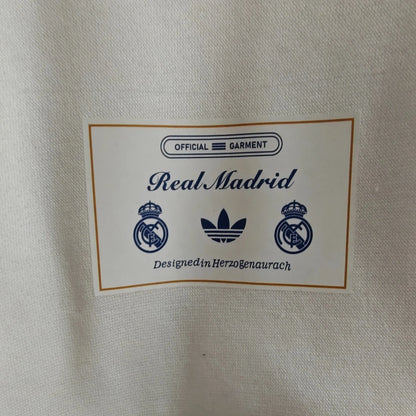 OFFICIAL GARMENT
Real Madrid
Designed in Herzogenaurach